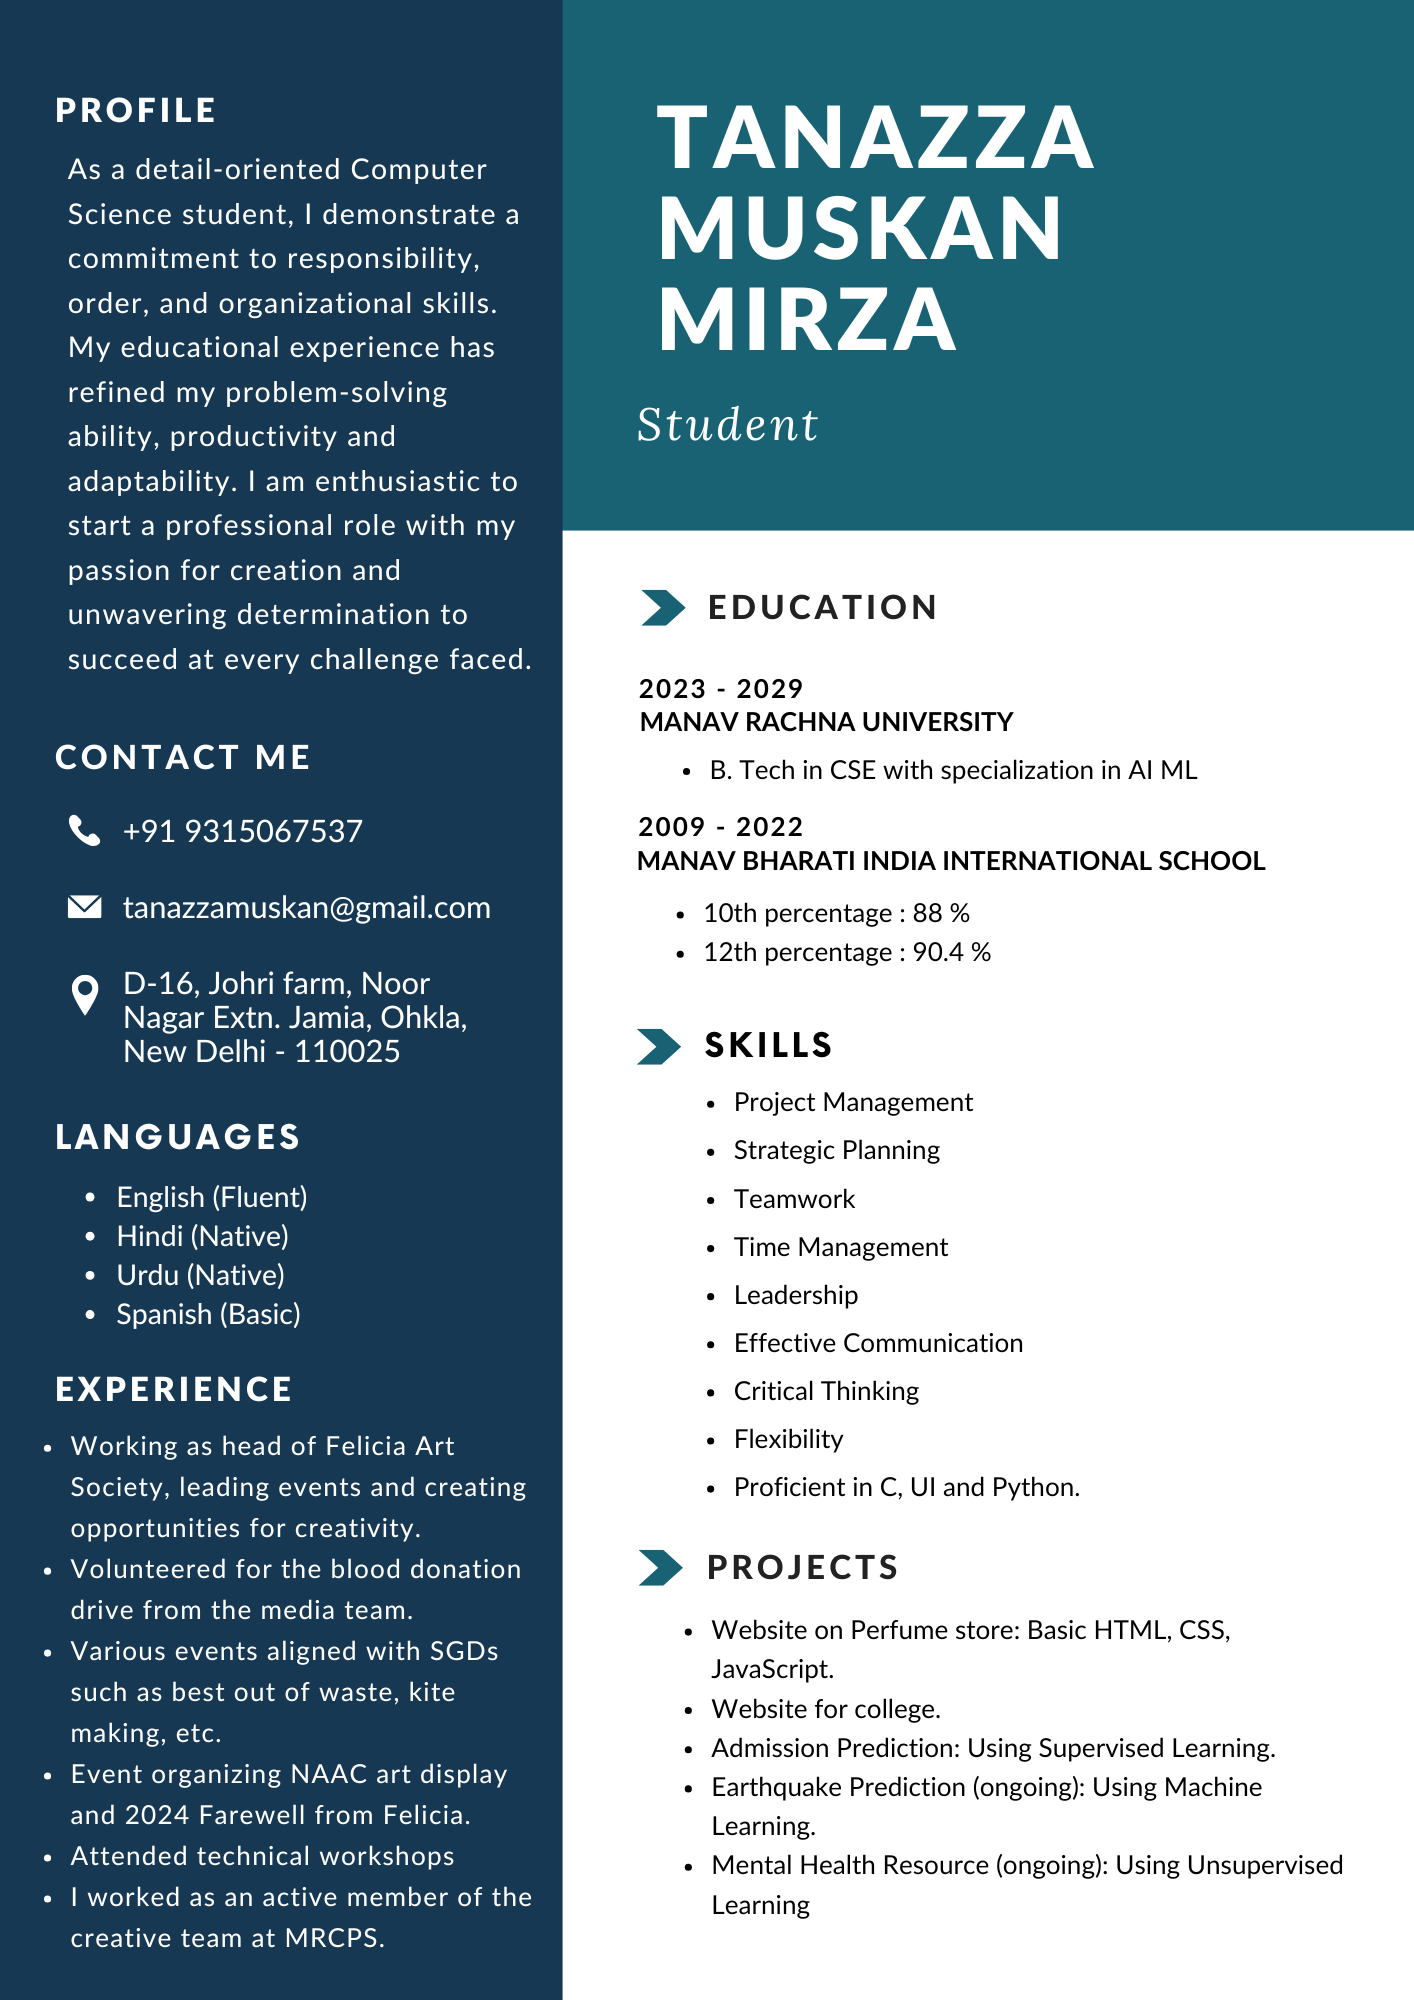 PROFILE
As a detail-oriented Computer
Science student, I demonstrate a
commitment to responsibility,
order, and organizational skills.
My educational experience has
refined my problem-solving
ability, productivity and
adaptability. I am enthusiastic to
start a professional role with my
passion for creation and
unwavering determination to
succeed at every challenge faced.
CONTACT ME
+91 9315067537
tanazzamuskan@gmail.com
D-16, Johri farm, Noor
Nagar Extn. Jamia, Ohkla,
New Delhi - 110025
LANGUAGES
• English (Fluent)
• Hindi (Native)
• Urdu (Native)
• Spanish (Basic)
EXPERIENCE
• Working as head of Felicia Art
Society, leading events and creating
opportunities for creativity.
• Volunteered for the blood donation
drive from the media team.
• Various events aligned with SGDs
such as best out of waste, kite
making, etc.
• Event organizing NAAC art display
and 2024 Farewell from Felicia.
• Attended technical workshops
• I worked as an active member of the
creative team at MRCPS.
TANAZZA
MUSKAN
MIRZA
Student
EDUCATION
2023 - 2029
MANAV RACHNA UNIVERSITY
• B. Tech in CSE with specialization in AI ML
2009 - 2022
MANAV BHARATI INDIA INTERNATIONAL SCHOOL
• 10th percentage : 88 %
• 12th percentage : 90.4 %
SKILLS
• Project Management
• Strategic Planning
• Teamwork
• Time Management
• Leadership
• Effective Communication
• Critical Thinking
• Flexibility
• Proficient in C, UI and Python.
PROJECTS
• Website on Perfume store: Basic HTML, CSS,
JavaScript.
• Website for college.
• Admission Prediction: Using Supervised Learning.
• Earthquake Prediction (ongoing): Using Machine
Learning.
• Mental Health Resource (ongoing): Using Unsupervised
Learning